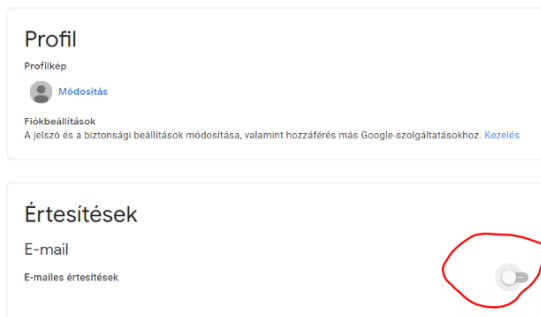 Profil
Profilkép
Módosítás
Fiókbeállítások
A jelszó és a biztonsági beállítások módosítása, valamint hozzáférés más Google-szolgáltatásokhoz. Kezelés
Értesítések
E-mail
E-mailes értesítések